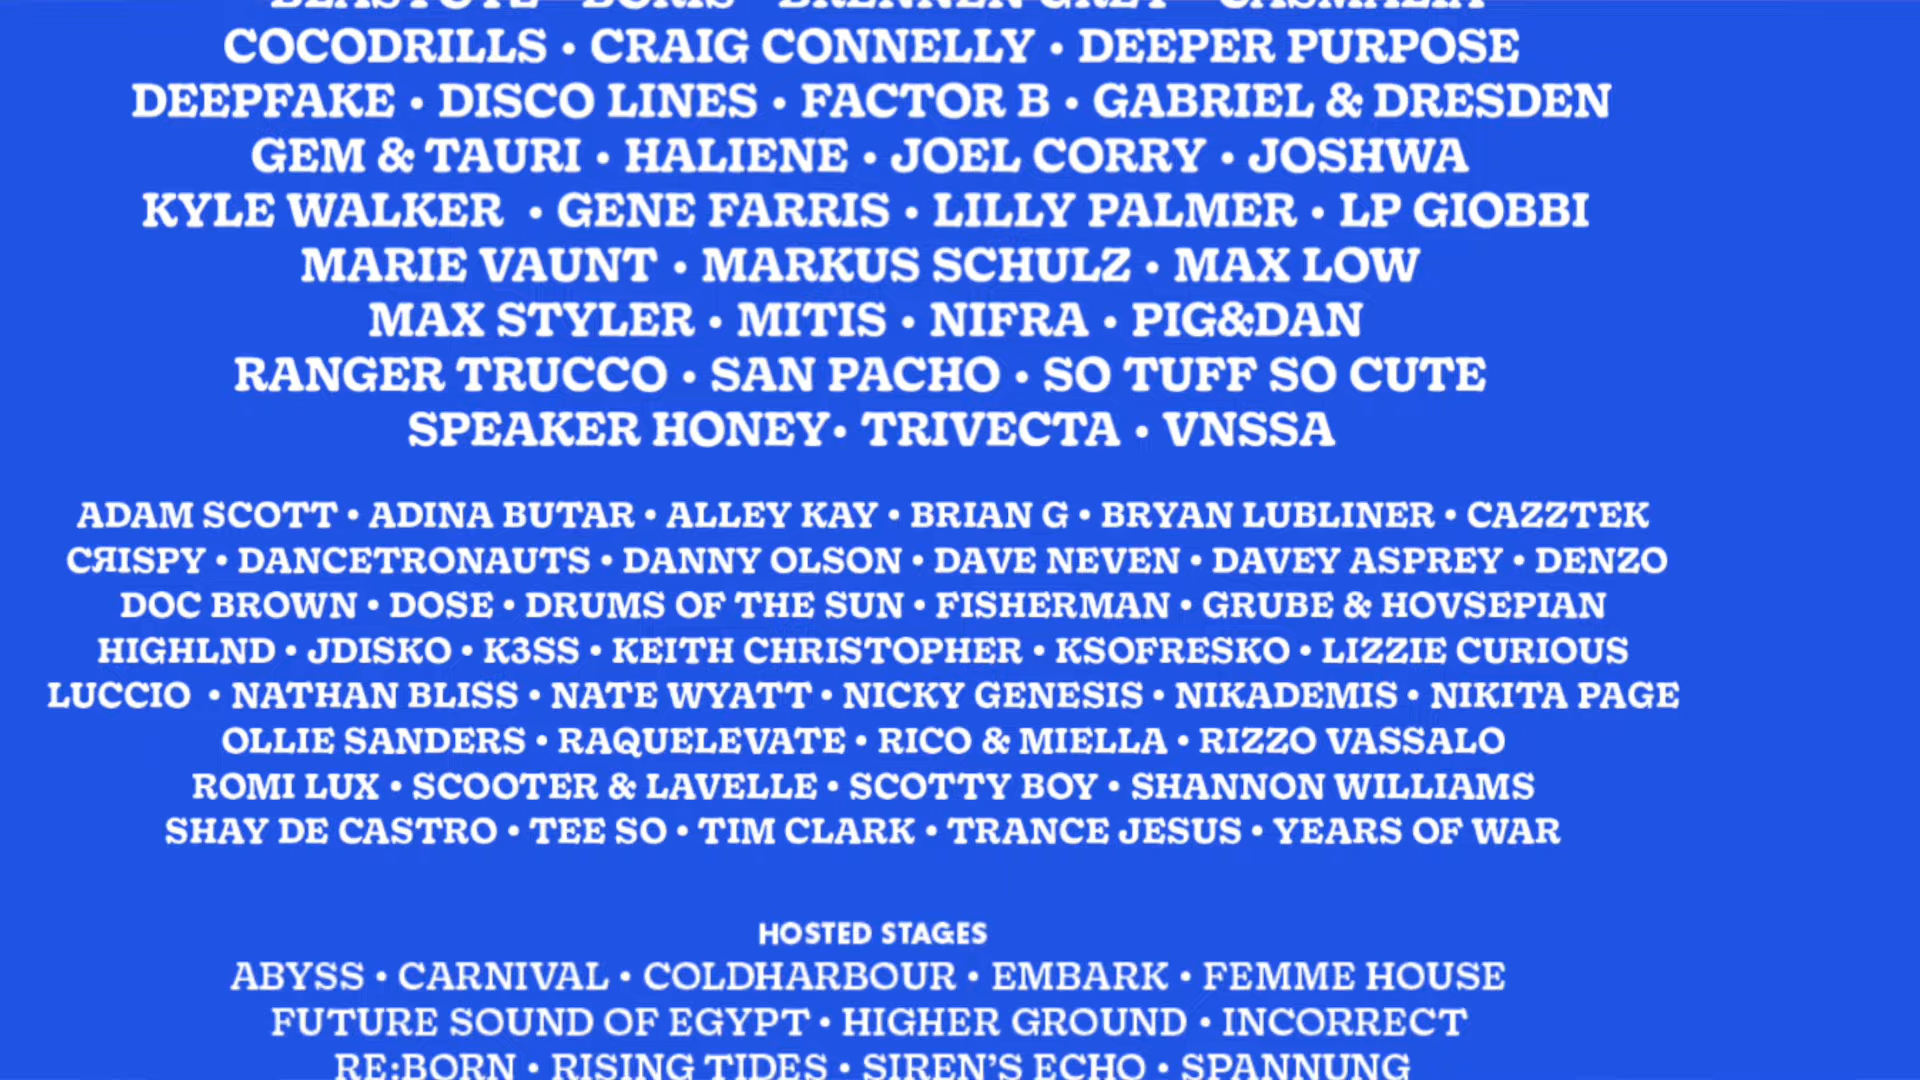 COCODRILLS • CRAIG CONNELLY • DEEPER PURPOSE
DEEPFAKE • DISCO LINES • FACTOR B • GABRIEL & DRESDEN
GEM & TAURI • HALIENE • JOEL CORRY • JOSHWA
KYLE WALKER • GENE FARRIS • LILLY PALMER • LP GIOBBI
MARIE VAUNT • MARKUS SCHULZ • MAX LOW
MAX STYLER • MITIS • NIFRA • PIG&DAN
RANGER TRUCCO • SAN PACHO • SO TUFF SO CUTE
SPEAKER HONEY• TRIVECTA • VNSSA
ADAM SCOTT • ADINA BUTAR • ALLEY KAY • BRIAN G • BRYAN LUBLINER • CAZZTEK
CЯISPY • DANCETRONAUTS • DANNY OLSON • DAVE NEVEN • DAVEY ASPREY • DENZO
DOC BROWN • DOSE • DRUMS OF THE SUN • FISHERMAN • GRUBE & HOVSEPIAN
HIGHLND • JDISKO • K3SS • KEITH CHRISTOPHER • KSOFRESKO • LIZZIE CURIOUS
LUCCIO • NATHAN BLISS • NATE WYATT • NICKY GENESIS • NIKADEMIS • NIKITA PAGE
OLLIE SANDERS • RAQUELEVATE • RICO & MIELLA • RIZZO VASSALO
ROMI LUX • SCOOTER & LAVELLE • SCOTTY BOY • SHANNON WILLIAMS
SHAY DE CASTRO • TEE SO • TIM CLARK • TRANCE JESUS • YEARS OF WAR
HOSTED STAGES
ABYSS • CARNIVAL • COLDHARBOUR • EMBARK • FEMME HOUSE
FUTURE SOUND OF EGYPT • HIGHER GROUND • INCORRECT
RE:BORN • RISING TIDES • SIREN'S ECHO • SPANNUNG